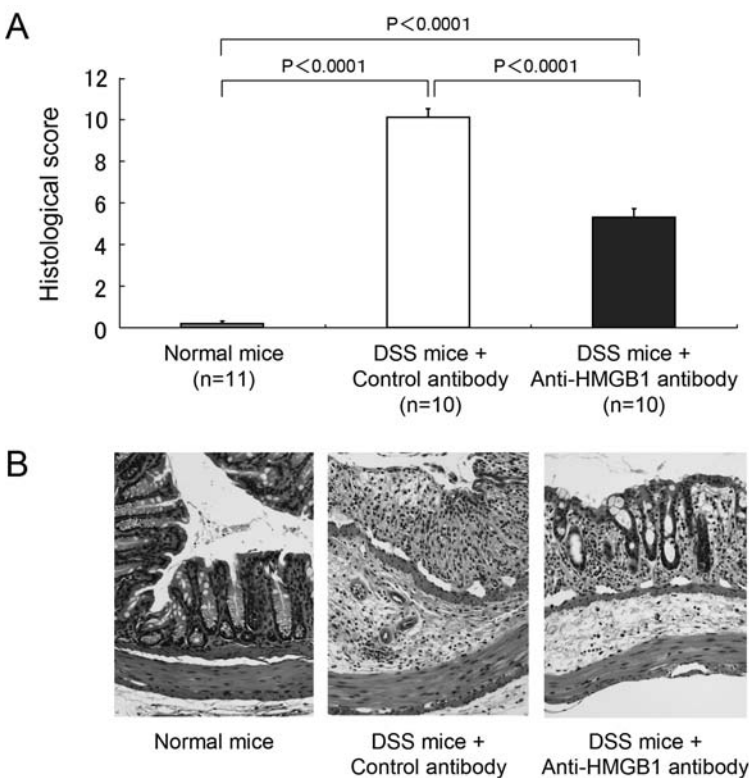 A
P<0.0001
P<0.0001
P<0.0001
Histological score
12
10
8
6
4
2
0
Normal mice
(n=11)
DSS mice +
Control antibody
(n=10)
DSS mice +
Anti-HMGB1 antibody
(n=10)
B
Normal mice
DSS mice +
Control antibody
DSS mice +
Anti-HMGB1 antibody